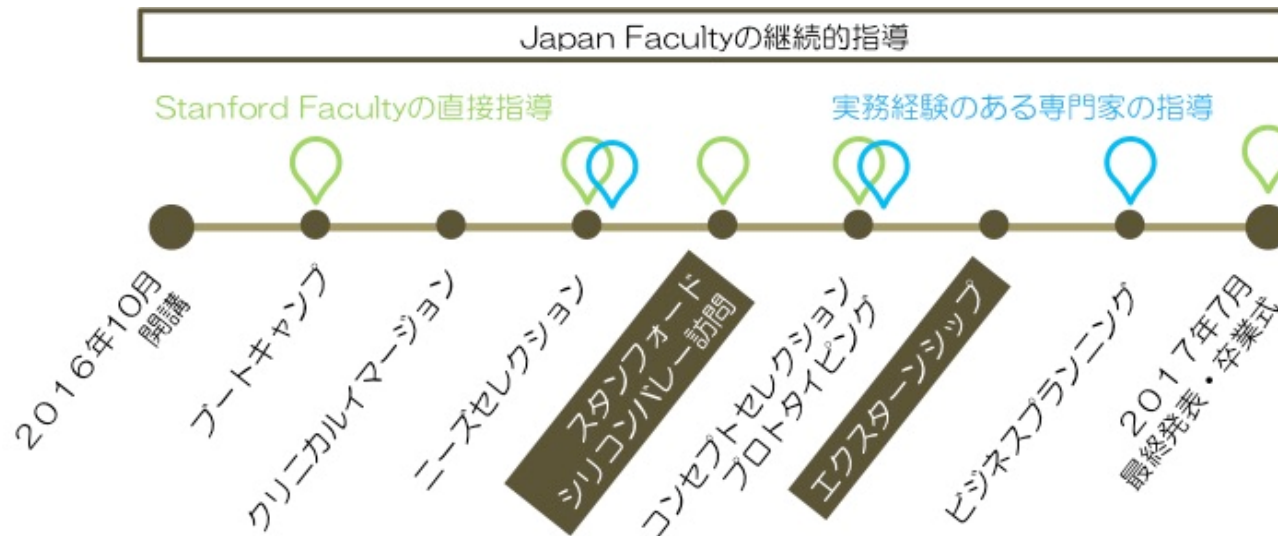 Japan Facultyの継続的指導
Stanford Facultyの直接指導
実務経験のある専門家の指導
２０１６年１０月
開講
ブートキャンプ
クリニカルイマージョン
ニーズセレクション
スタンフォード
シリコンバレー訪問
コンセプトセレクション
プロトタイピング
エクスターンシップ
ビジネスプランニング
２０１７年７月
最終発表・卒業式